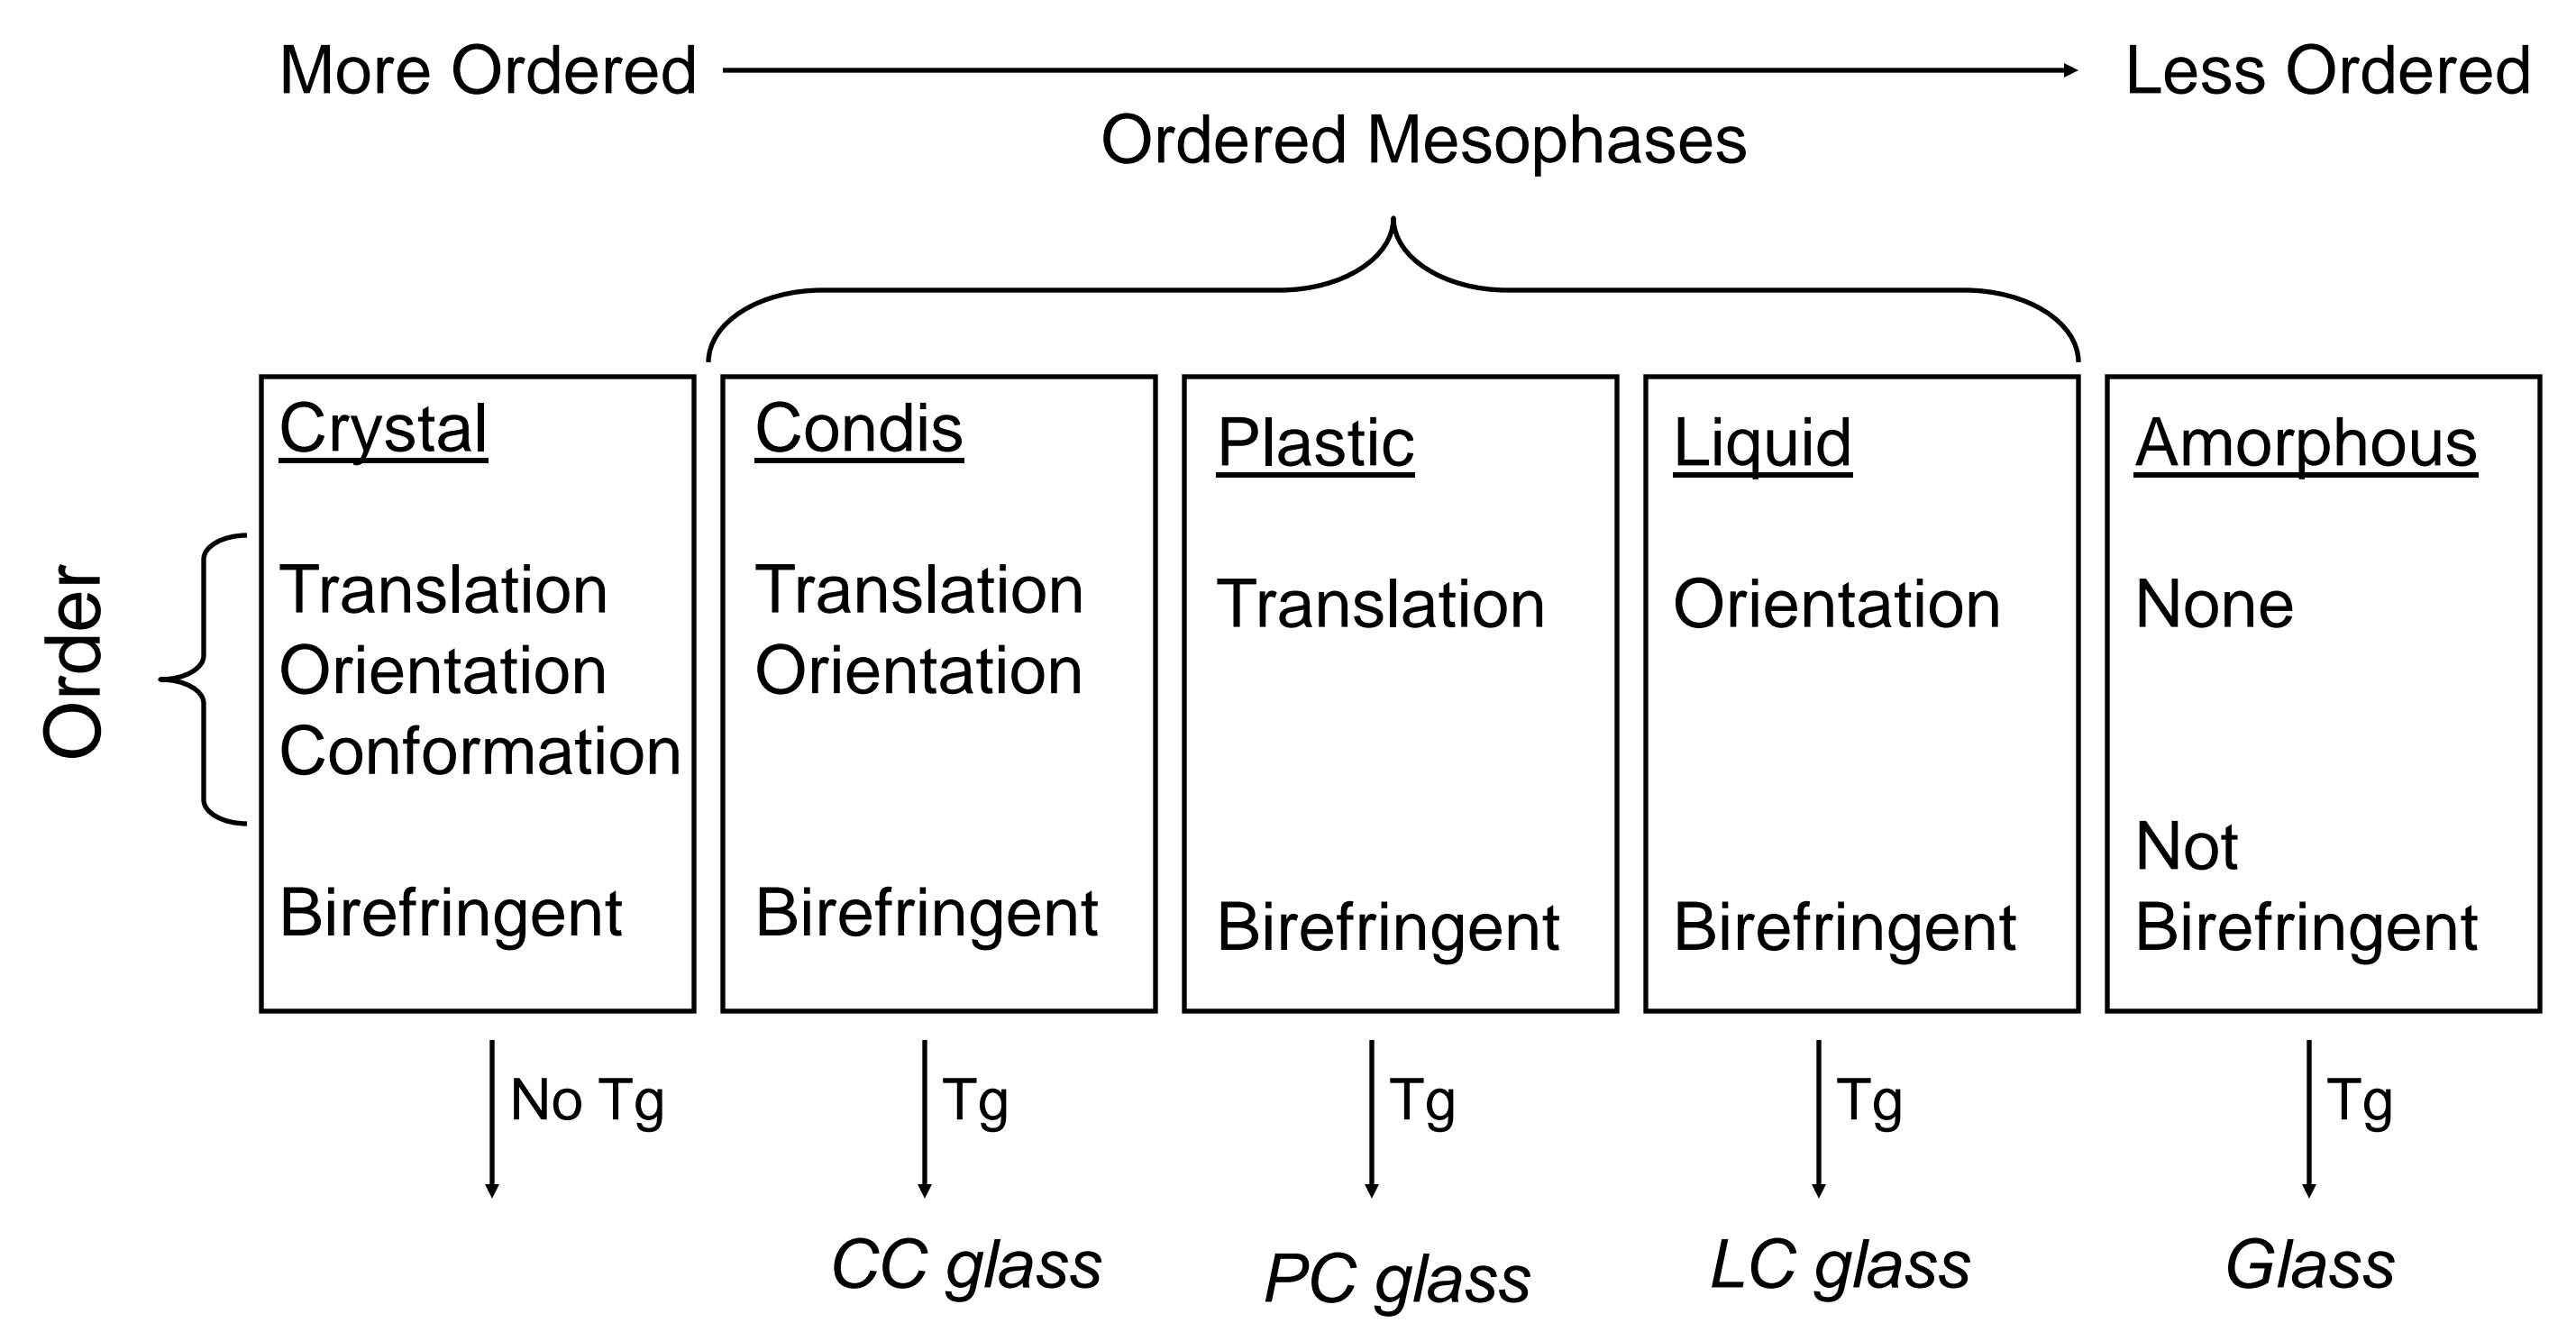 More Ordered
Less Ordered
Ordered Mesophases
Order
Crystal
Translation
Orientation
Conformation
Birefringent
Condis
Translation
Orientation
Birefringent
Plastic
Translation
Birefringent
Liquid
Orientation
Birefringent
Amorphous
None
Not
Birefringent
No Tg
Tg
Tg
Tg
Tg
CC glass
PC glass
LC glass
Glass